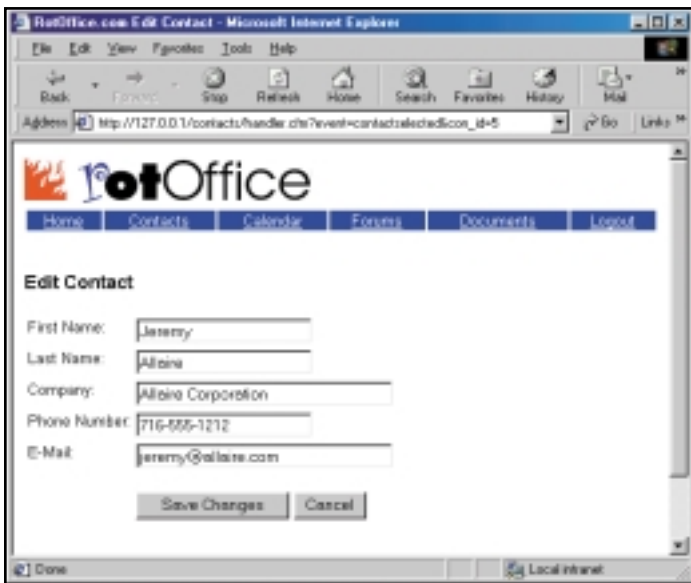 RotOffice.com Edit Contact - Microsoft Internet Explorer
File Edit View Favorites Tools Help
Back Forward Stop Refresh Home Search Favorites History Mail
Address http://127.0.0.1/contacts/handler.cfm?event=contactselected&con_id=5 Go Links
rotOffice
Home Contacts Calendar Forums Documents Logout
Edit Contact
First Name: Jeremy
Last Name: Allaire
Company: Allaire Corporation
Phone Number: 716-555-1212
E-Mail: jeremy@allaire.com
Save Changes Cancel
Done Local intranet